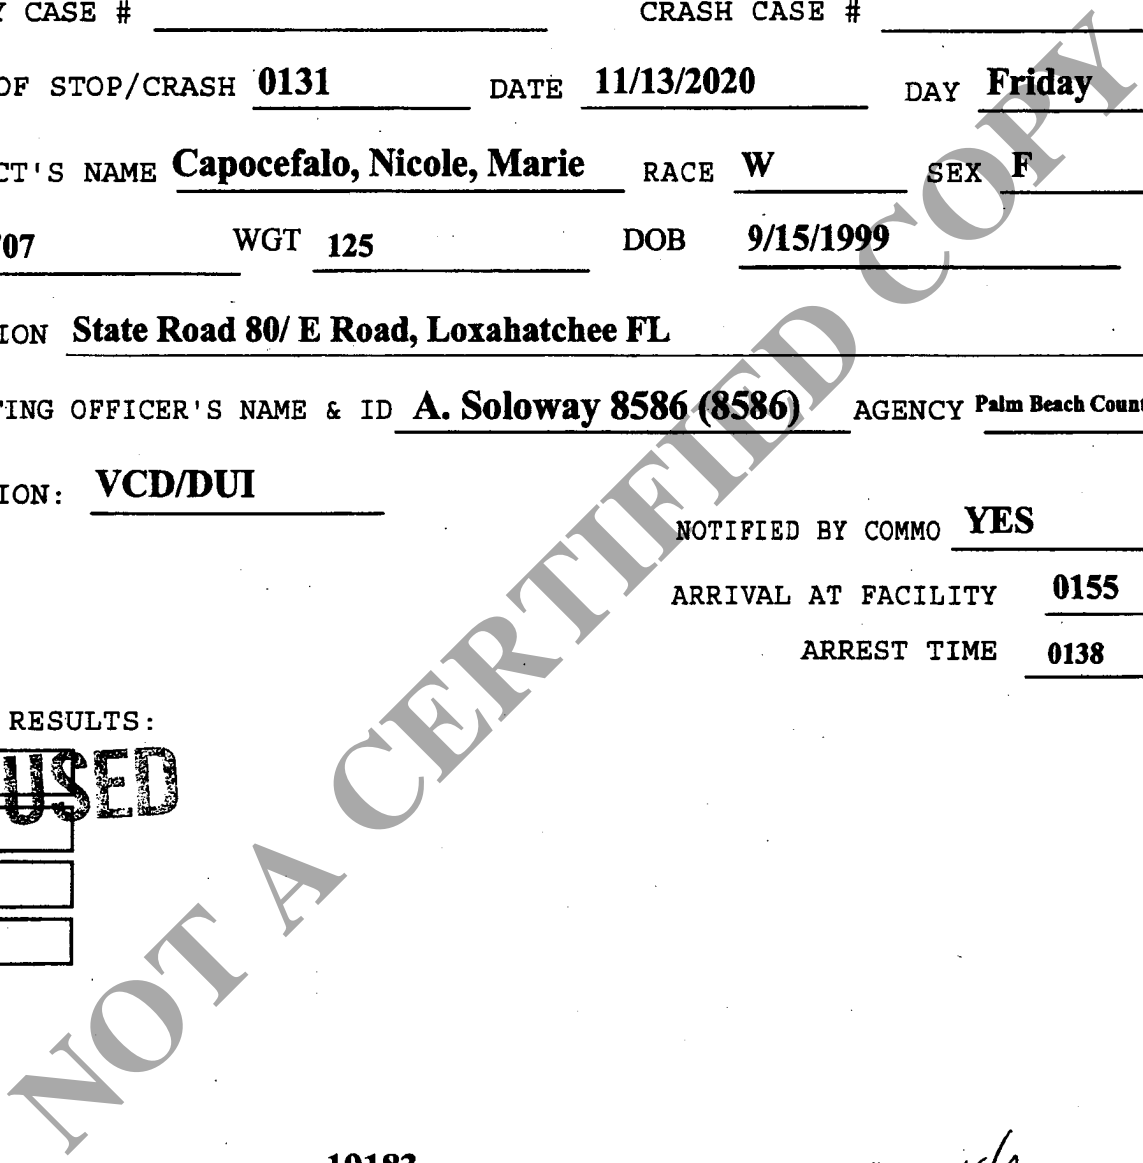 Y CASE # CRASH CASE #
OF STOP/CRASH 0131 DATE 11/13/2020 DAY Friday
CT'S NAME Capocefalo, Nicole, Marie RACE W SEX F
07 WGT 125 DOB 9/15/1999
ION State Road 80/ E Road, Loxahatchee FL
TING OFFICER'S NAME & ID A. Soloway 8586 (8586) AGENCY Palm Beach Count
ION: VCD/DUI
NOTIFIED BY COMMO YES
ARRIVAL AT FACILITY 0155
ARREST TIME 0138
RESULTS:
USED
NOT A CERTIFIED COPY